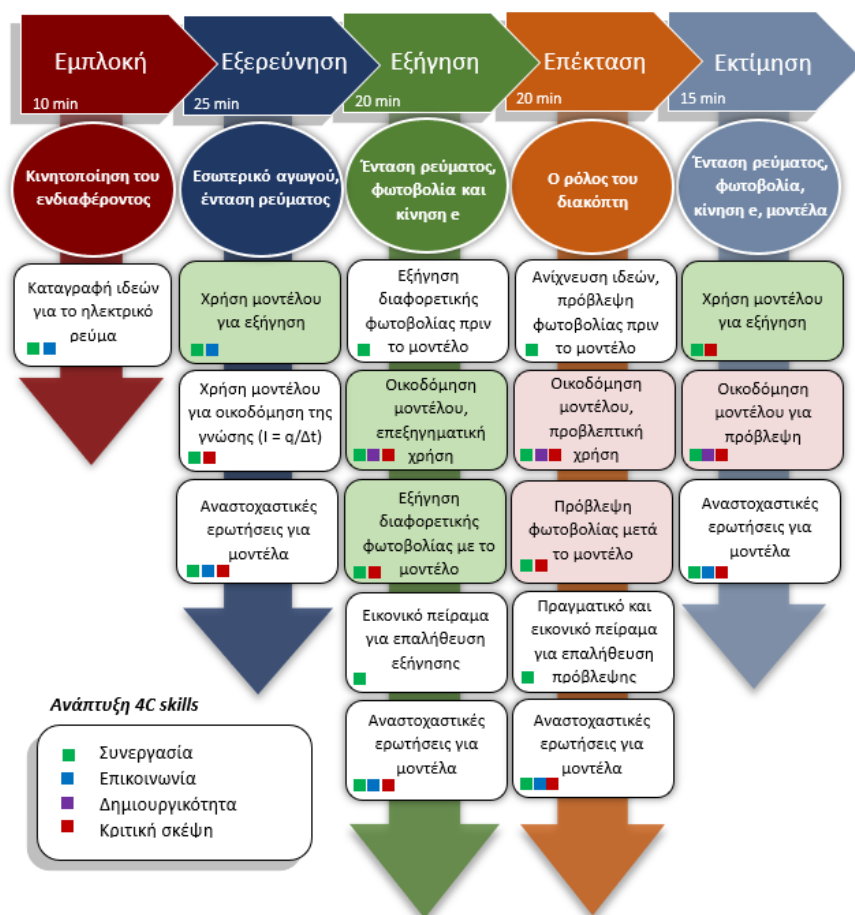 Εμπλοκή
10 min
Εξερεύνηση
25 min
Εξήγηση
20 min
Επέκταση
20 min
Εκτίμηση
15 min
Κινητοποίηση του
ενδιαφέροντος
Εσωτερικό αγωγού,
ένταση ρεύματος
Ένταση ρεύματος,
φωτοβολία και
κίνηση e
Ο ρόλος του
διακόπτη
Ένταση ρεύματος,
φωτοβολία,
κίνηση e, μοντέλα
Καταγραφή ιδεών
για το ηλεκτρικό
ρεύμα
Χρήση μοντέλου
για εξήγηση
Χρήση μοντέλου
για οικοδόμηση της
γνώσης (I = q/Δt)
Αναστοχαστικές
ερωτήσεις για
μοντέλα
Εξήγηση
διαφορετικής
φωτοβολίας πριν
το μοντέλο
Οικοδόμηση
μοντέλου,
επεξηγηματική
χρήση
Εξήγηση
διαφορετικής
φωτοβολίας με το
μοντέλο
Εικονικό πείραμα
για επαλήθευση
εξήγησης
Αναστοχαστικές
ερωτήσεις για
μοντέλα
Ανίχνευση ιδεών,
πρόβλεψη
φωτοβολίας πριν
το μοντέλο
Οικοδόμηση
μοντέλου,
προβλεπτική
χρήση
Πρόβλεψη
φωτοβολίας μετά
το μοντέλο
Πραγματικό και
εικονικό πείραμα
για επαλήθευση
πρόβλεψης
Αναστοχαστικές
ερωτήσεις για
μοντέλα
Χρήση μοντέλου
για εξήγηση
Οικοδόμηση
μοντέλου για
πρόβλεψη
Αναστοχαστικές
ερωτήσεις για
μοντέλα
Ανάπτυξη 4C skills
Συνεργασία
Επικοινωνία
Δημιουργικότητα
Κριτική σκέψη